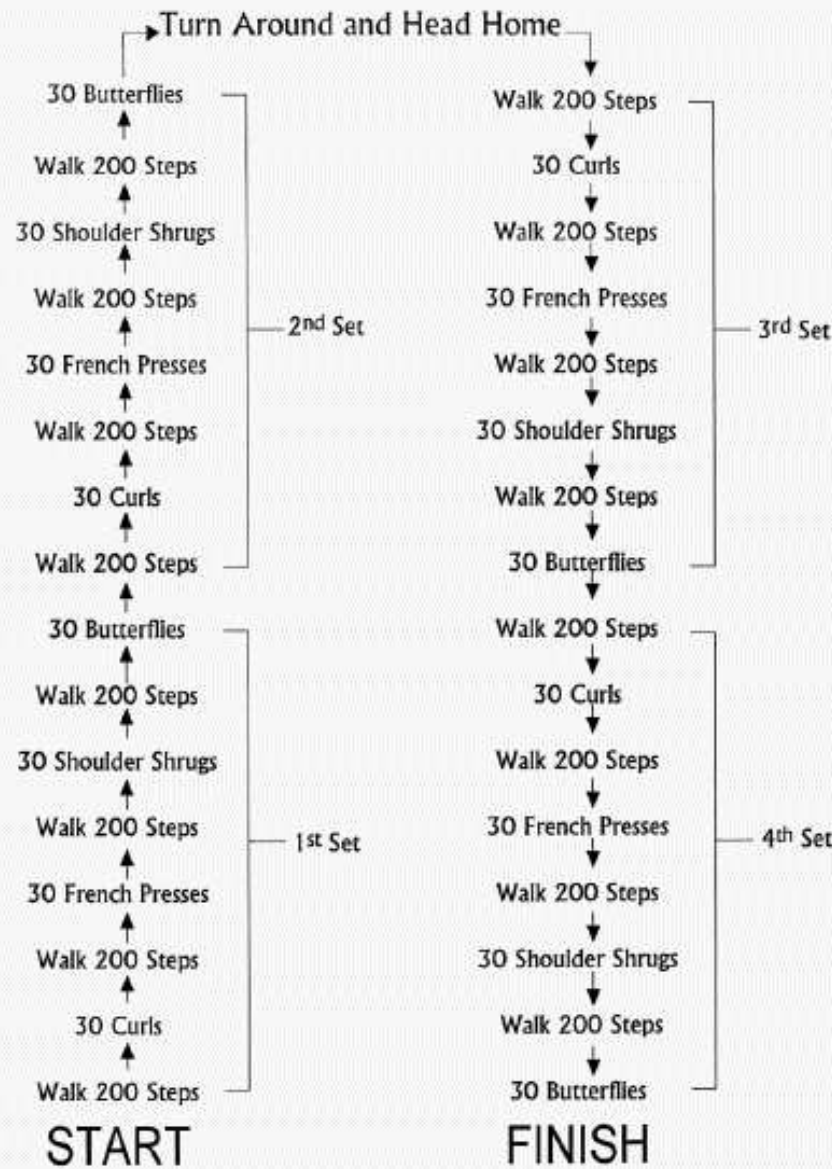 Turn Around and Head Home
30 Butterflies
Walk 200 Steps
30 Shoulder Shrugs
Walk 200 Steps
30 French Presses
Walk 200 Steps
30 Curls
Walk 200 Steps
2nd Set
30 Butterflies
Walk 200 Steps
30 Shoulder Shrugs
Walk 200 Steps
30 French Presses
Walk 200 Steps
30 Curls
Walk 200 Steps
1st Set
START
Walk 200 Steps
30 Curls
Walk 200 Steps
30 French Presses
Walk 200 Steps
30 Shoulder Shrugs
Walk 200 Steps
30 Butterflies
3rd Set
Walk 200 Steps
30 Curls
Walk 200 Steps
30 French Presses
Walk 200 Steps
30 Shoulder Shrugs
Walk 200 Steps
30 Butterflies
4th Set
FINISH